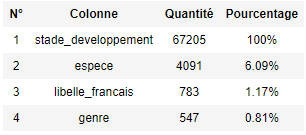 N° Colonne Quantité Pourcentage
1 stade_developpement 67205 100%
2 espece 4091 6.09%
3 libelle_francais 783 1.17%
4 genre 547 0.81%